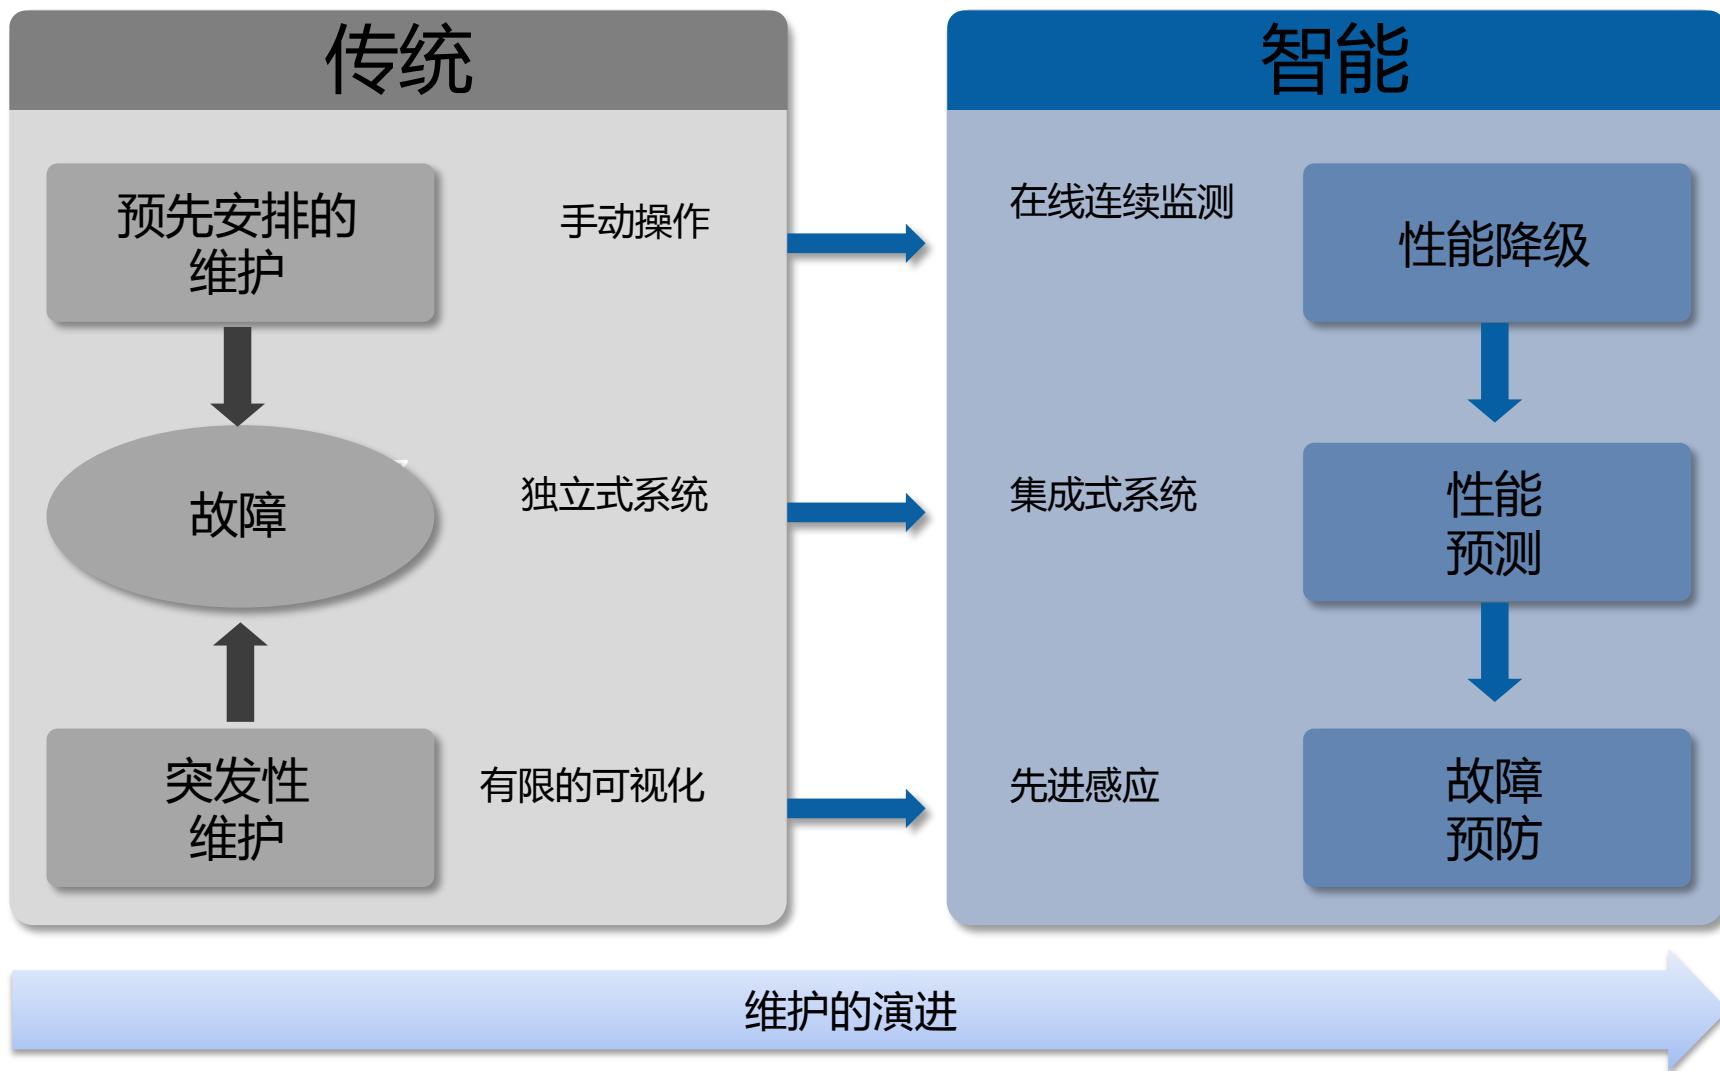 传统
预先安排的
维护
手动操作
故障
独立式系统
突发性
维护
有限的可视化
智能
在线连续监测
性能降级
集成式系统
性能
预测
先进感应
故障
预防
维护的演进